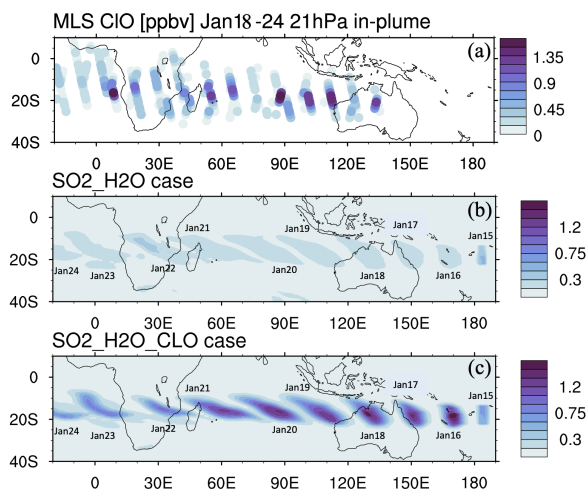 MLS ClO [ppbv] Jan18-24 21hPa in-plume
(a)
0
20S
40S
0 30E 60E 90E 120E 150E 180
1.35
0.9
0.45
0
SO2_H2O case
(b)
Jan21 Jan19 Jan17 Jan15
Jan24 Jan23 Jan22 Jan20 Jan18 Jan16
0
20S
40S
0 30E 60E 90E 120E 150E 180
1.2
0.75
0.3
SO2_H2O_CLO case
(c)
Jan21 Jan19 Jan17 Jan15
Jan24 Jan23 Jan22 Jan20 Jan18 Jan16
0
20S
40S
0 30E 60E 90E 120E 150E 180
1.2
0.75
0.3